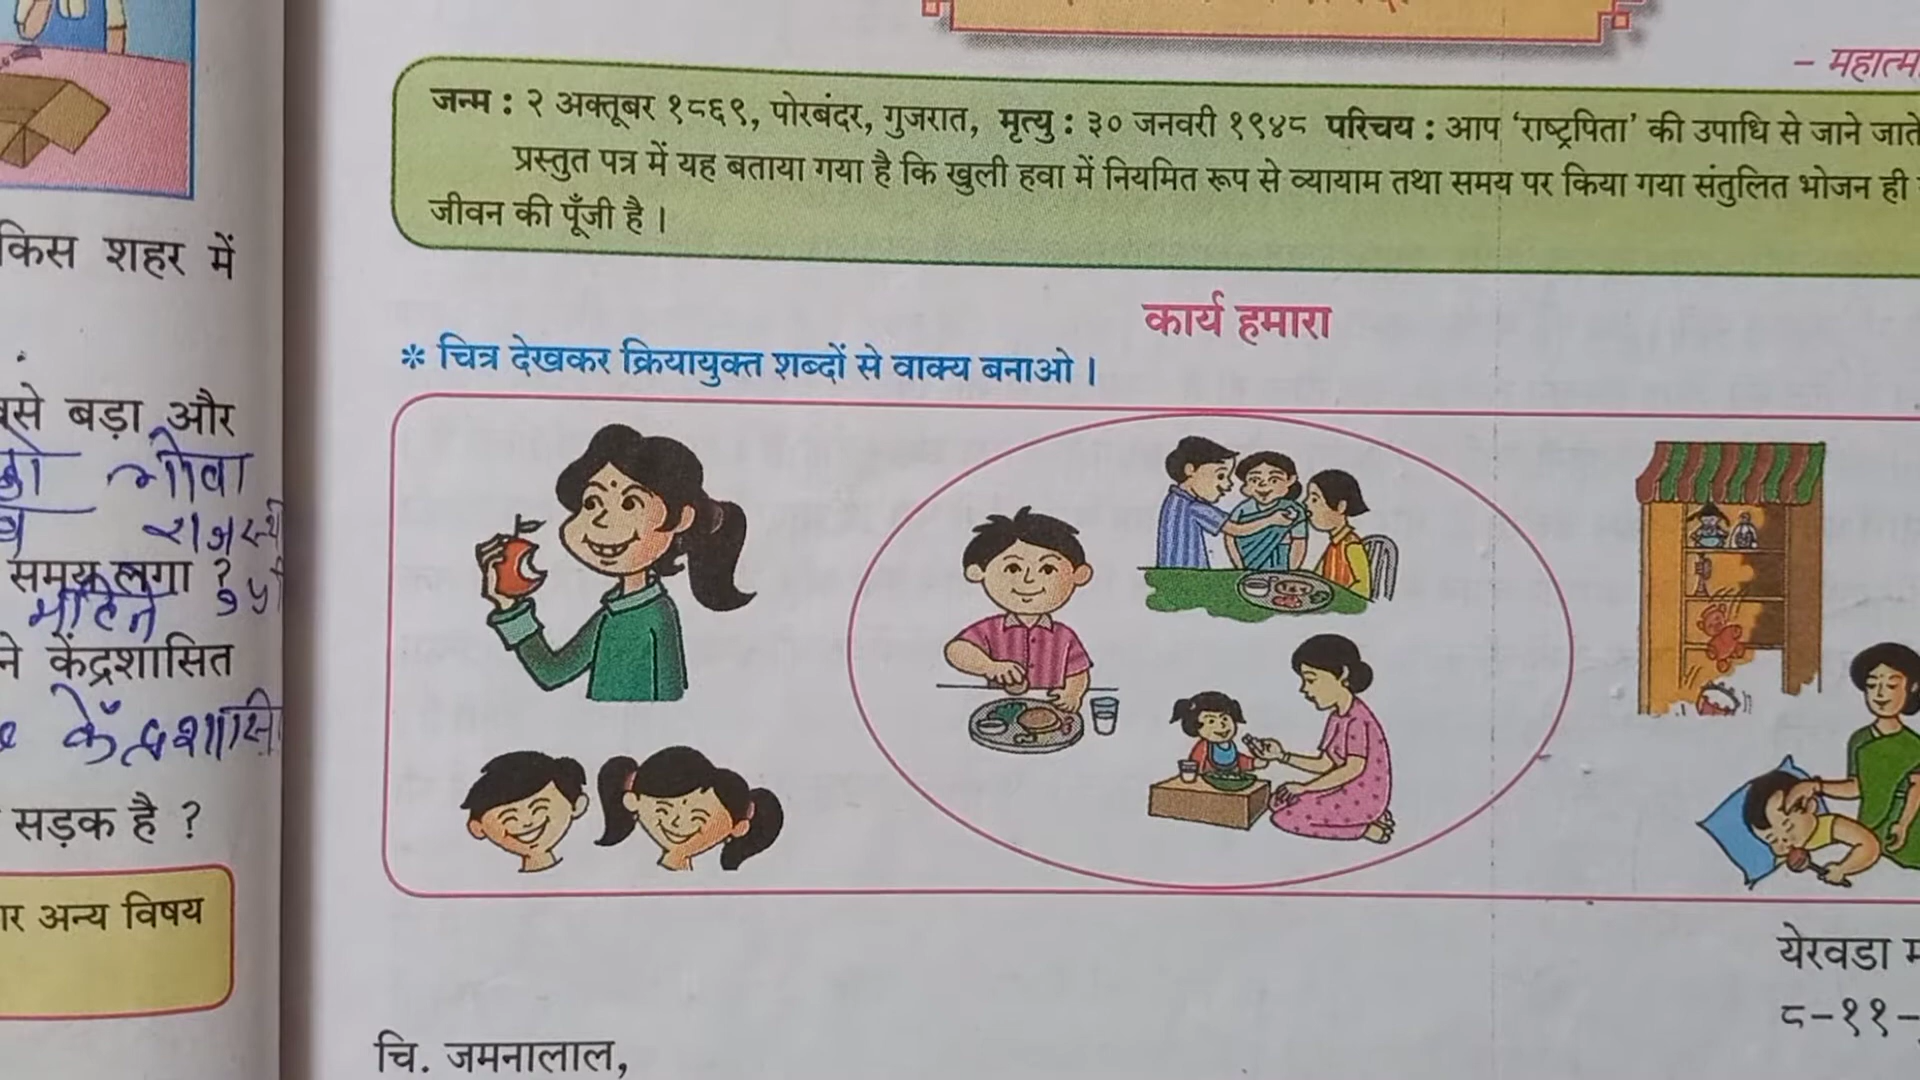 – महात्म
जन्म : २ अक्तूबर १८६९, पोरबंदर, गुजरात, मृत्यु : ३० जनवरी १९४८ परिचय : आप ‘राष्ट्रपिता’ की उपाधि से जाने जाते
प्रस्तुत पत्र में यह बताया गया है कि खुली हवा में नियमित रूप से व्यायाम तथा समय पर किया गया संतुलित भोजन ही
जीवन की पूँजी है ।
कार्य हमारा
* चित्र देखकर क्रियायुक्त शब्दों से वाक्य बनाओ ।
येरवडा
८-११-
चि. जमनालाल,
किस शहर में
बसे बड़ा और
समय लगा ?
महिने
ने केंद्रशासित
सड़क है ?
अन्य विषय